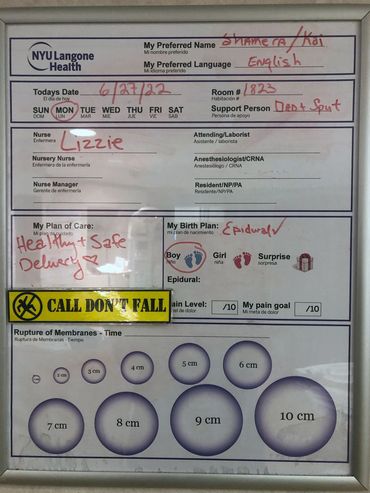 NYU Langone Health
My Preferred Name Shamera/Kai
Mi nombre preferido
My Preferred Language English
Mi idioma preferido
Todays Date 6/27/22
El día de hoy
Room # 1823
Habitación #
SUN MON TUE WED THU FRI SAT
DOM LUN MAR MIE JUE VIE SAB
Support Person
Persona de apoyo
Nurse Lizzie
Enfermera
Attending/Laborist
Asistente / laborista
Nursery Nurse
Enfermera de la enfermería
Anesthesiologist/CRNA
Anestesiólogo / CRNA
Nurse Manager
Gerente de enfermería
Resident/NP/PA
Residente/NP/PA
My Plan of Care:
Mi plan de cuidado
Healthy + Safe
Delivery
My Birth Plan: Epidural ✓
Mi plan de nacimiento
Boy Girl Surprise
niño niña sorpresa
Epidural:
CALL DON'T FALL
ain Level: /10 My pain goal /10
vel de dolor Mi meta de dolor
Rupture of Membranes - Time
Ruptura de Membranas - Tiempo
2 cm 3 cm 4 cm 5 cm 6 cm
7 cm 8 cm 9 cm 10 cm